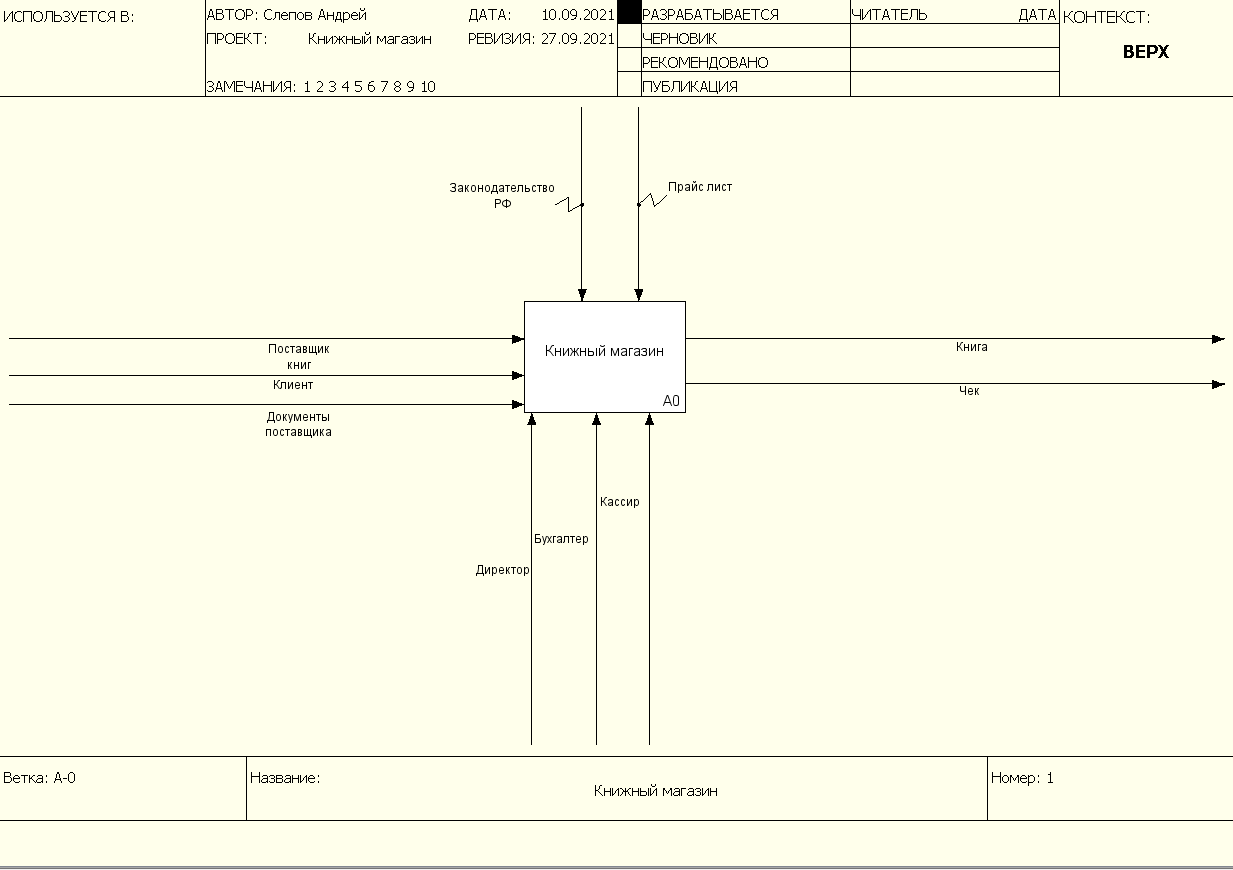 ИСПОЛЬЗУЕТСЯ В:
АВТОР: Слепов Андрей
ДАТА: 10.09.2021
РАЗРАБАТЫВАЕТСЯ
ЧИТАТЕЛЬ
ДАТА
КОНТЕКСТ:
ПРОЕКТ: Книжный магазин
РЕВИЗИЯ: 27.09.2021
ЧЕРНОВИК
ВЕРХ
РЕКОМЕНДОВАНО
ЗАМЕЧАНИЯ: 1 2 3 4 5 6 7 8 9 10
ПУБЛИКАЦИЯ
Законодательство
РФ
Прайс лист
Книжный магазин
A0
Поставщик
книг
Клиент
Документы
поставщика
Книга
Чек
Кассир
Бухгалтер
Директор
Ветка: A-0
Название:
Книжный магазин
Номер: 1